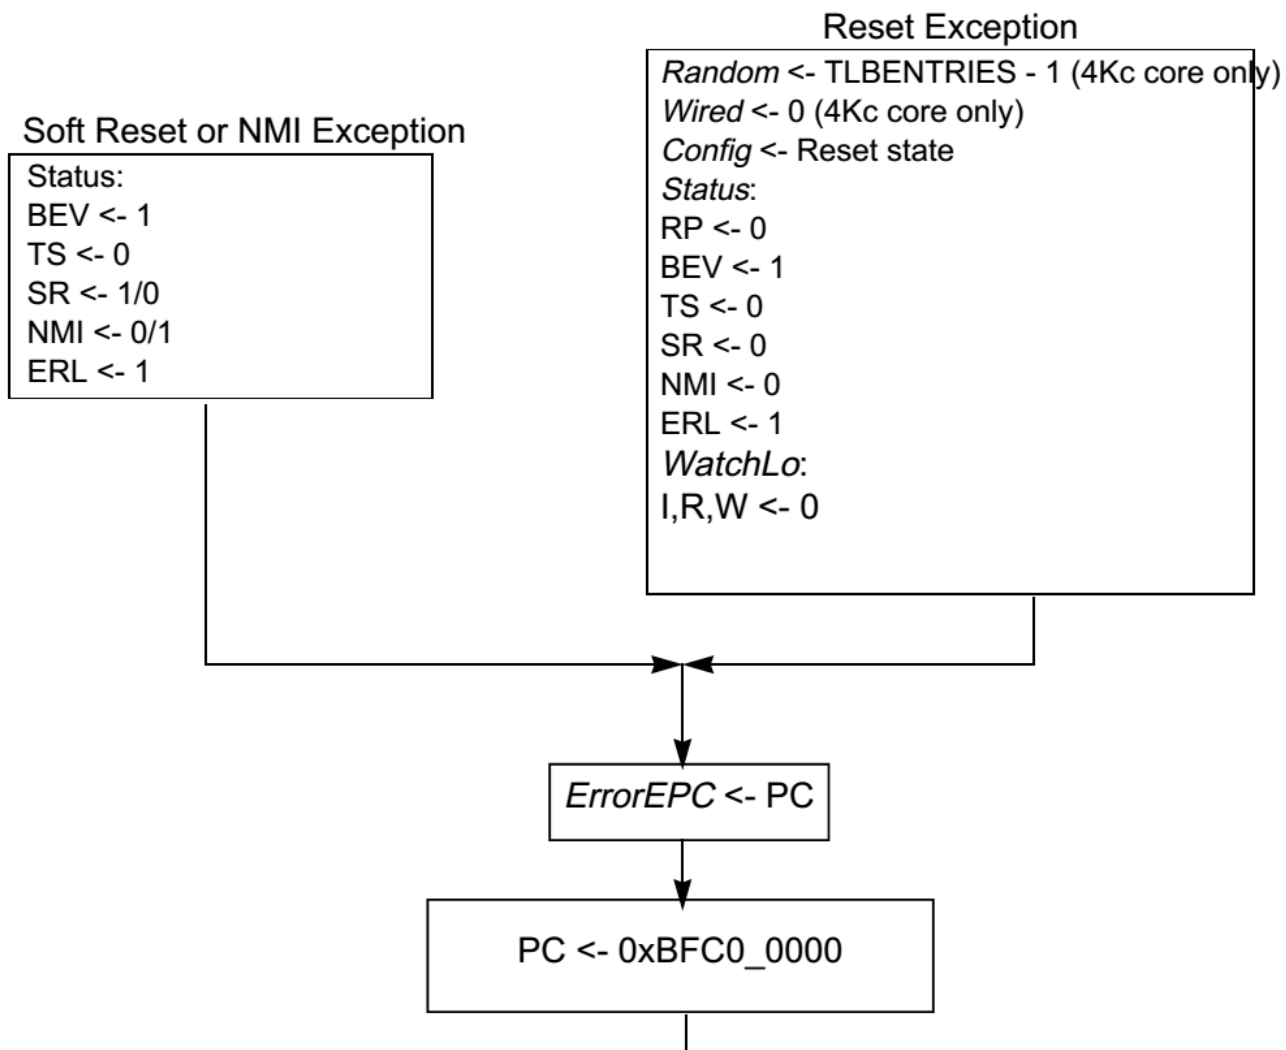 Reset Exception
Random <- TLBENTRIES - 1 (4Kc core only)
Wired <- 0 (4Kc core only)
Config <- Reset state
Status:
RP <- 0
BEV <- 1
TS <- 0
SR <- 0
NMI <- 0
ERL <- 1
WatchLo:
I,R,W <- 0
Soft Reset or NMI Exception
Status:
BEV <- 1
TS <- 0
SR <- 1/0
NMI <- 0/1
ERL <- 1
ErrorEPC <- PC
PC <- 0xBFC0_0000